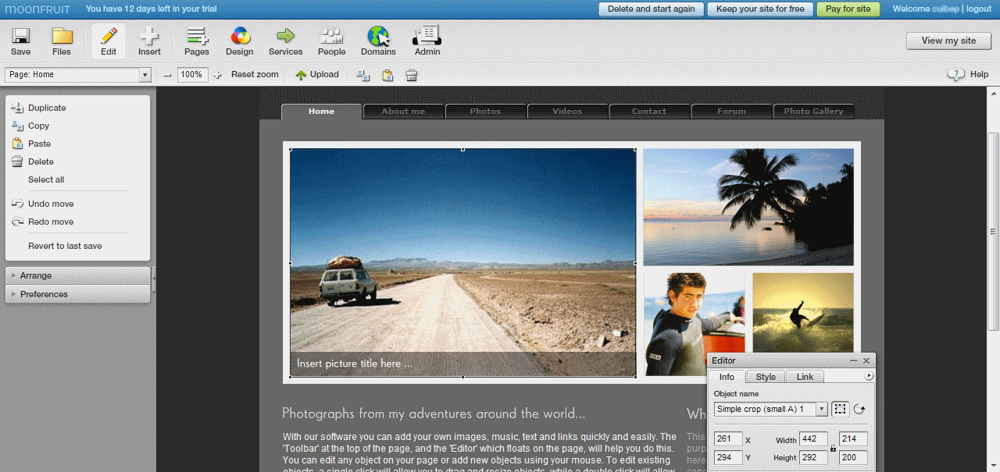 moonfruit You have 12 days left in your trial Delete and start again Keep your site for free Pay for site Welcome | logout
Save Files Edit Insert Pages Design Services People Domains Admin View my site
Page: Home 100% Reset zoom Upload Help
Duplicate
Copy
Paste
Delete
Select all
Undo move
Redo move
Revert to last save
Arrange
Preferences
Home About me Photos Videos Contact Forum Photo Gallery
Insert picture title here ...
Photographs from my adventures around the world...
With our software you can add your own images, music, text and links quickly and easily. The
'Toolbar' at the top of the page, and the 'Editor' which floats on the page, will help you do this.
You can edit any object on your page or add new objects using your mouse. To edit existing
objects, a single click will allow you to drag and resize objects, while a double click will allow
Wh
This
purp
here
Editor
Info Style Link
Object name
Simple crop (small A) 1
261 X Width 442 214
294 Y Height 292 200